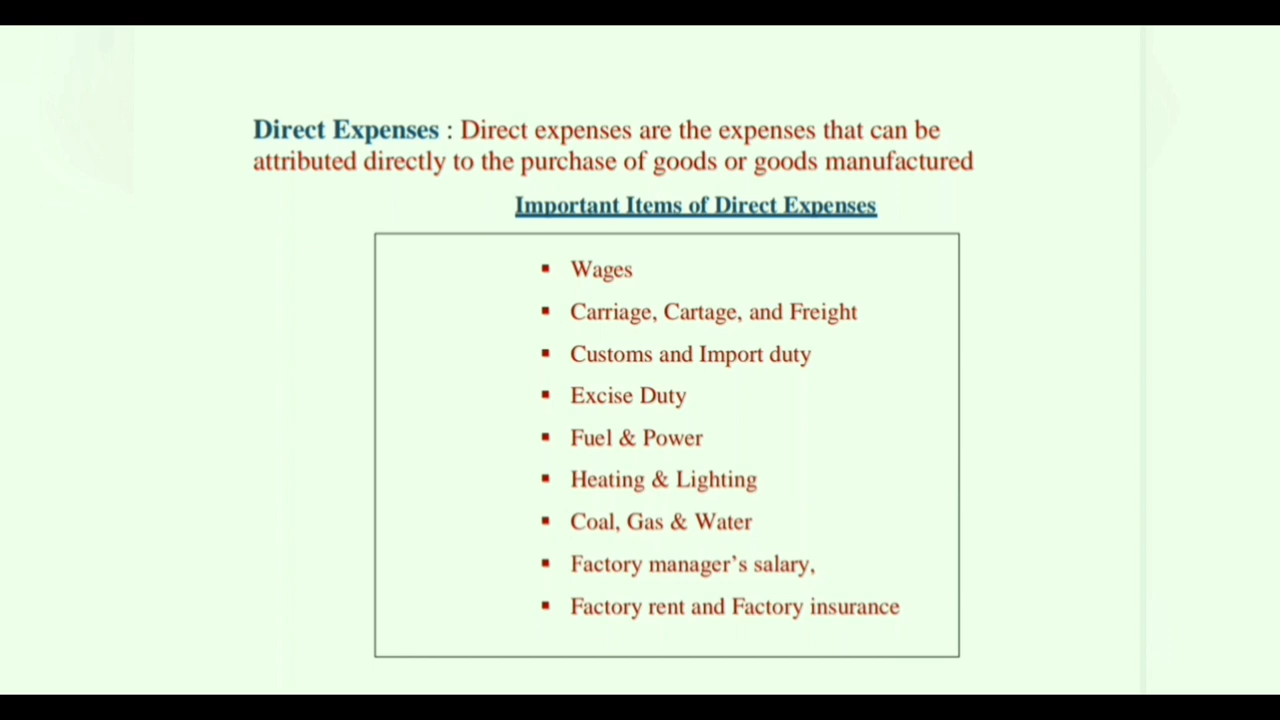 Direct Expenses : Direct expenses are the expenses that can be
attributed directly to the purchase of goods or goods manufactured
Important Items of Direct Expenses
▪ Wages
▪ Carriage, Cartage, and Freight
▪ Customs and Import duty
▪ Excise Duty
▪ Fuel & Power
▪ Heating & Lighting
▪ Coal, Gas & Water
▪ Factory manager’s salary,
▪ Factory rent and Factory insurance